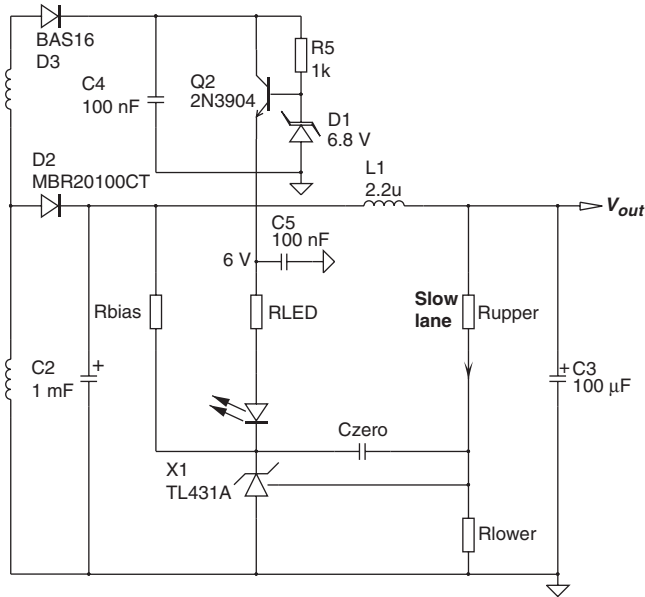 BAS16
D3
R5
1k
C4
100 nF
Q2
2N3904
D1
6.8 V
D2
MBR20100CT
L1
2.2u
Vout
C5
100 nF
6 V
Rbias
RLED
Slow
lane
Rupper
C2
1 mF
+
+
C3
100 µF
Czero
X1
TL431A
Rlower